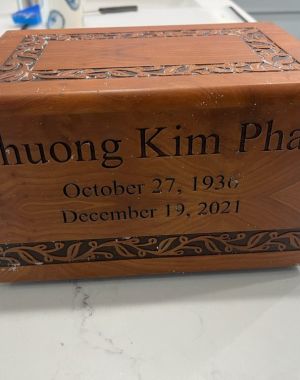 huong Kim Pha
October 27, 1936
December 19, 2021